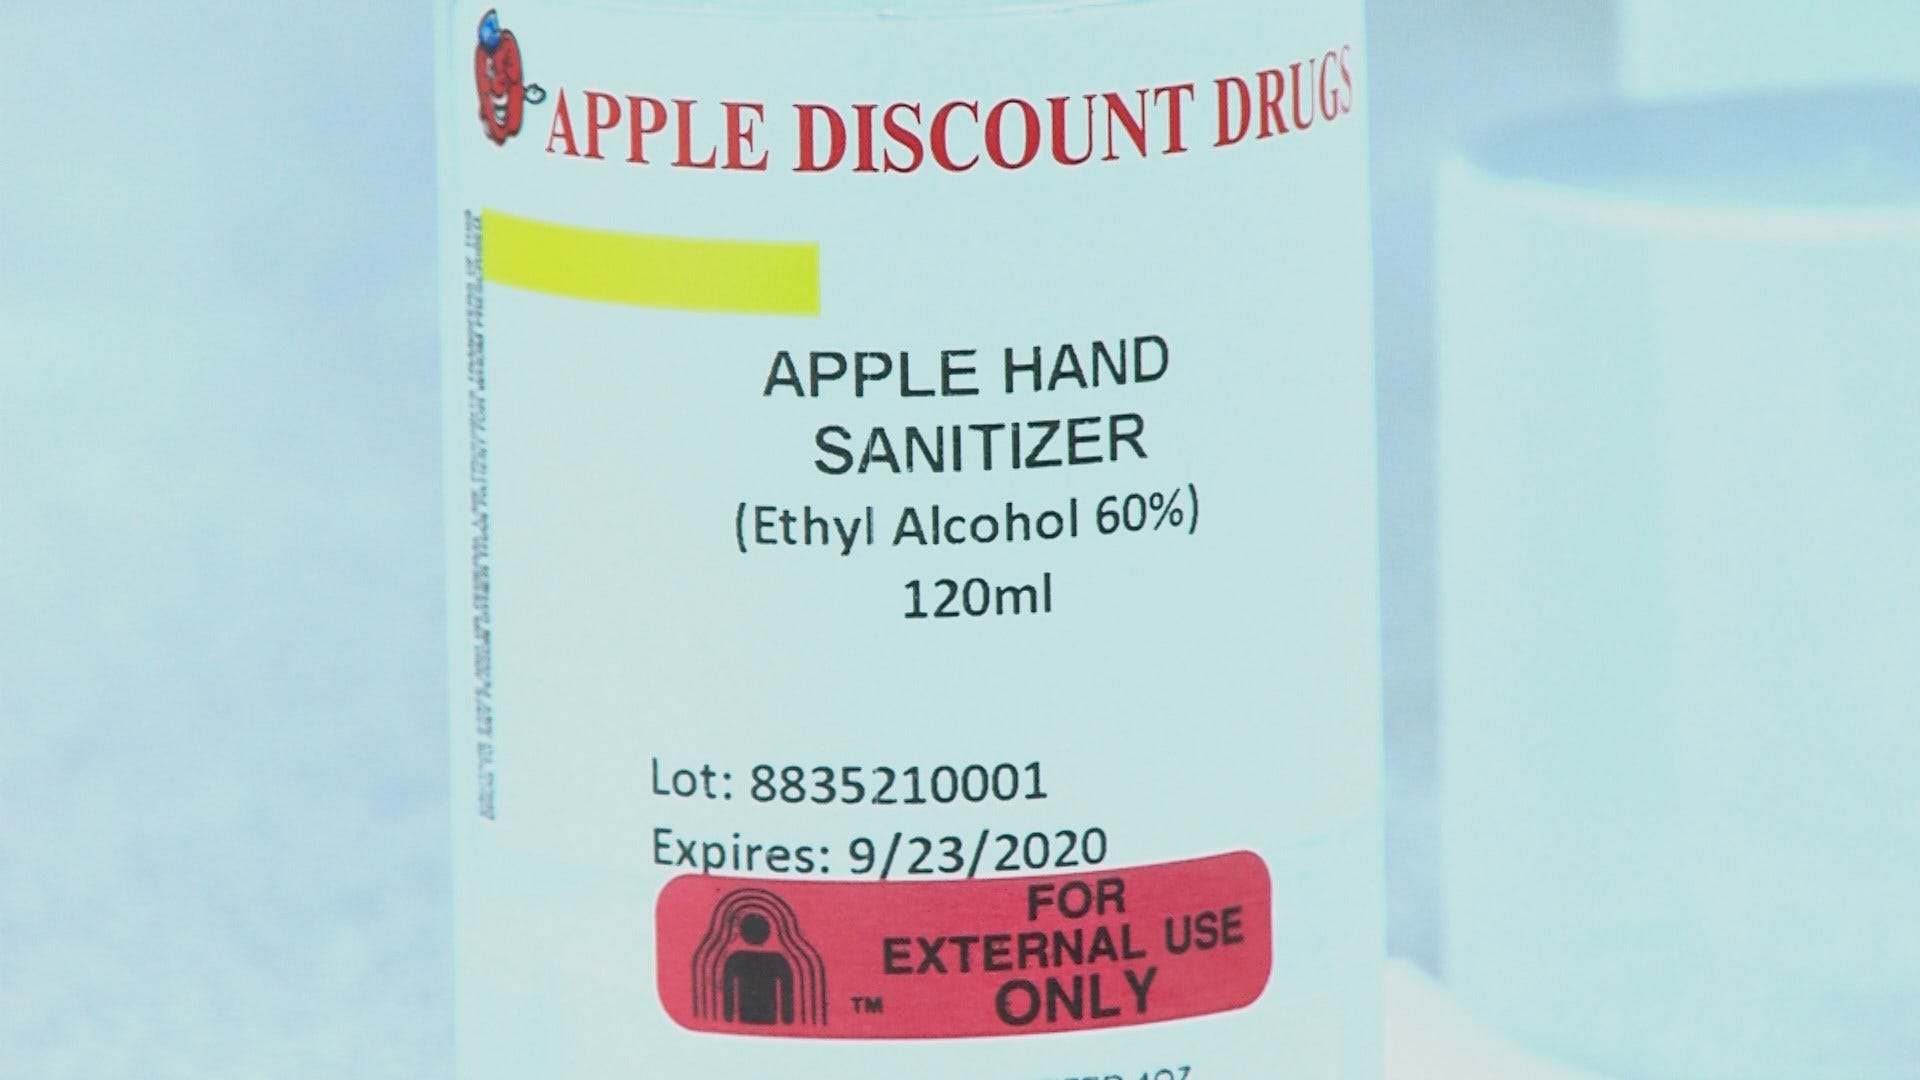 APPLE DISCOUNT DRUGS
APPLE HAND
SANITIZER
(Ethyl Alcohol 60%)
120ml
Lot: 8835210001
Expires: 9/23/2020
FOR
EXTERNAL USE
ONLY
TM